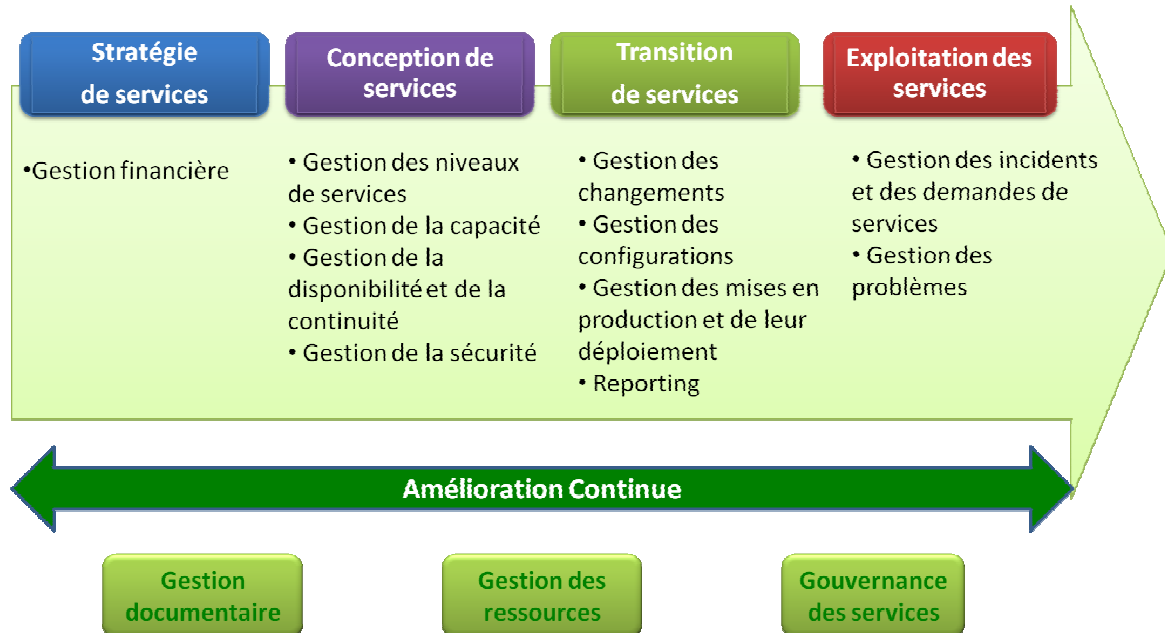 Stratégie
de services
Conception de
services
Transition
de services
Exploitation des
services
•Gestion financière
• Gestion des niveaux
de services
• Gestion de la capacité
• Gestion de la
disponibilité et de la
continuité
• Gestion de la sécurité
• Gestion des
changements
• Gestion des
configurations
• Gestion des mises en
production et de leur
déploiement
• Reporting
• Gestion des incidents
et des demandes de
services
• Gestion des
problèmes
Amélioration Continue
Gestion
documentaire
Gestion des
ressources
Gouvernance
des services